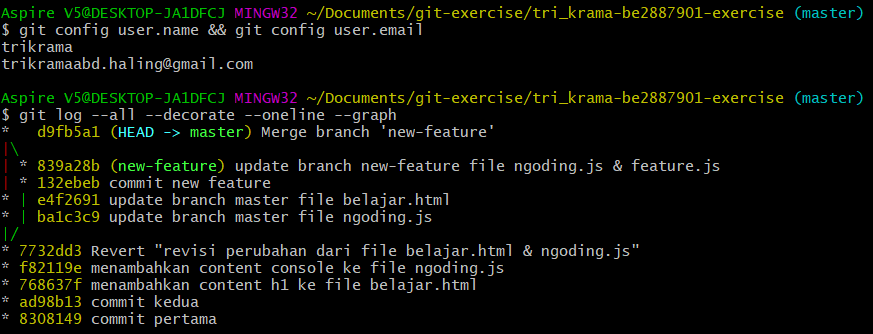 Aspire V5@DESKTOP-JA1DFCJ MINGW32 ~/Documents/git-exercise/tri_krama-be2887901-exercise (master)
$ git config user.name && git config user.email
trikrama
trikramaabd.haling@gmail.com

Aspire V5@DESKTOP-JA1DFCJ MINGW32 ~/Documents/git-exercise/tri_krama-be2887901-exercise (master)
$ git log --all --decorate --oneline --graph
*   d9fb5a1 (HEAD -> master) Merge branch 'new-feature'
|\
| * 839a28b (new-feature) update branch new-feature file ngoding.js & feature.js
| * 132ebeb commit new feature
* | e4f2691 update branch master file belajar.html
* | ba1c3c9 update branch master file ngoding.js
|/
* 7732dd3 Revert "revisi perubahan dari file belajar.html & ngoding.js"
* f82119e menambahkan content console ke file ngoding.js
* 768637f menambahkan content h1 ke file belajar.html
* ad98b13 commit kedua
* 8308149 commit pertama